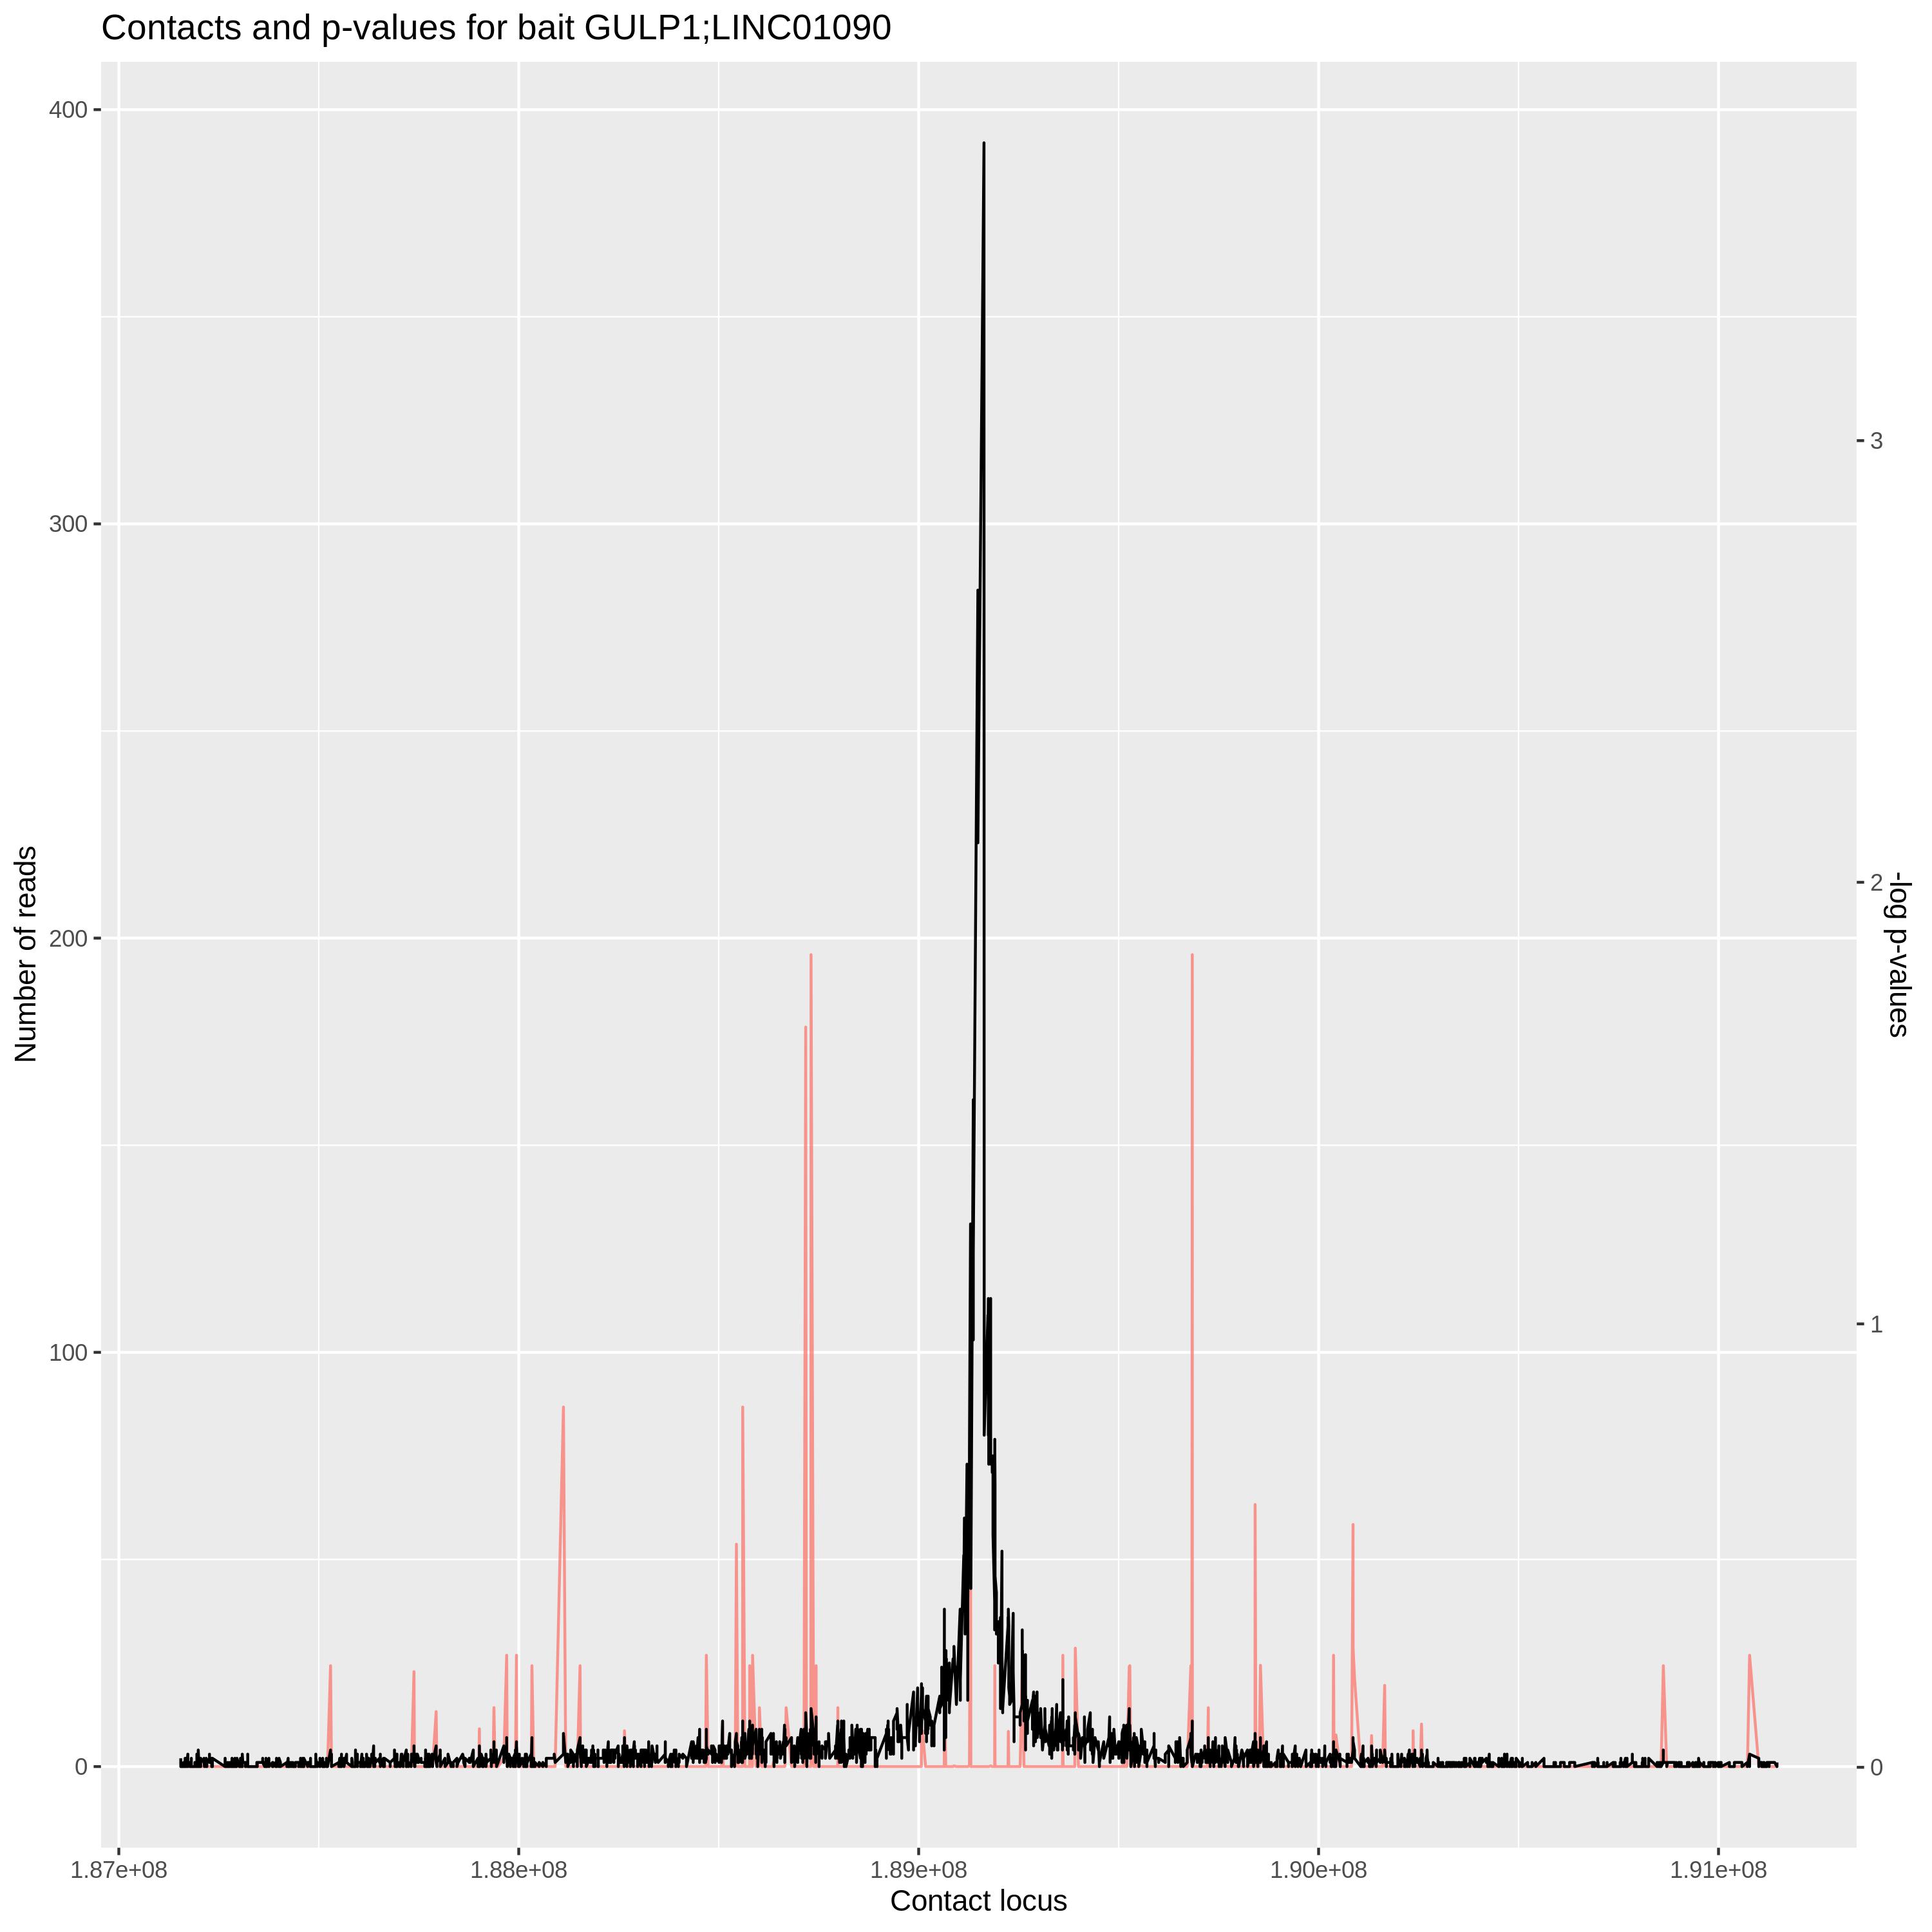 Contacts and p-values for bait GULP1;LINC01090
400
300
200
100
0
Number of reads
3
2
1
0
-log p-values
1.87e+08
1.88e+08
1.89e+08
1.90e+08
1.91e+08
Contact locus